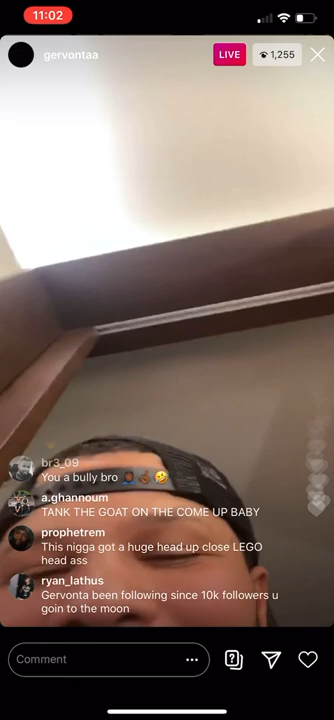 11:02
gervontaa
LIVE
1,255
br3_09
You a bully bro
a.ghannoum
TANK THE GOAT ON THE COME UP BABY
prophetrem
This nigga got a huge head up close LEGO
head ass
ryan_lathus
Gervonta been following since 10k followers u
goin to the moon
Comment